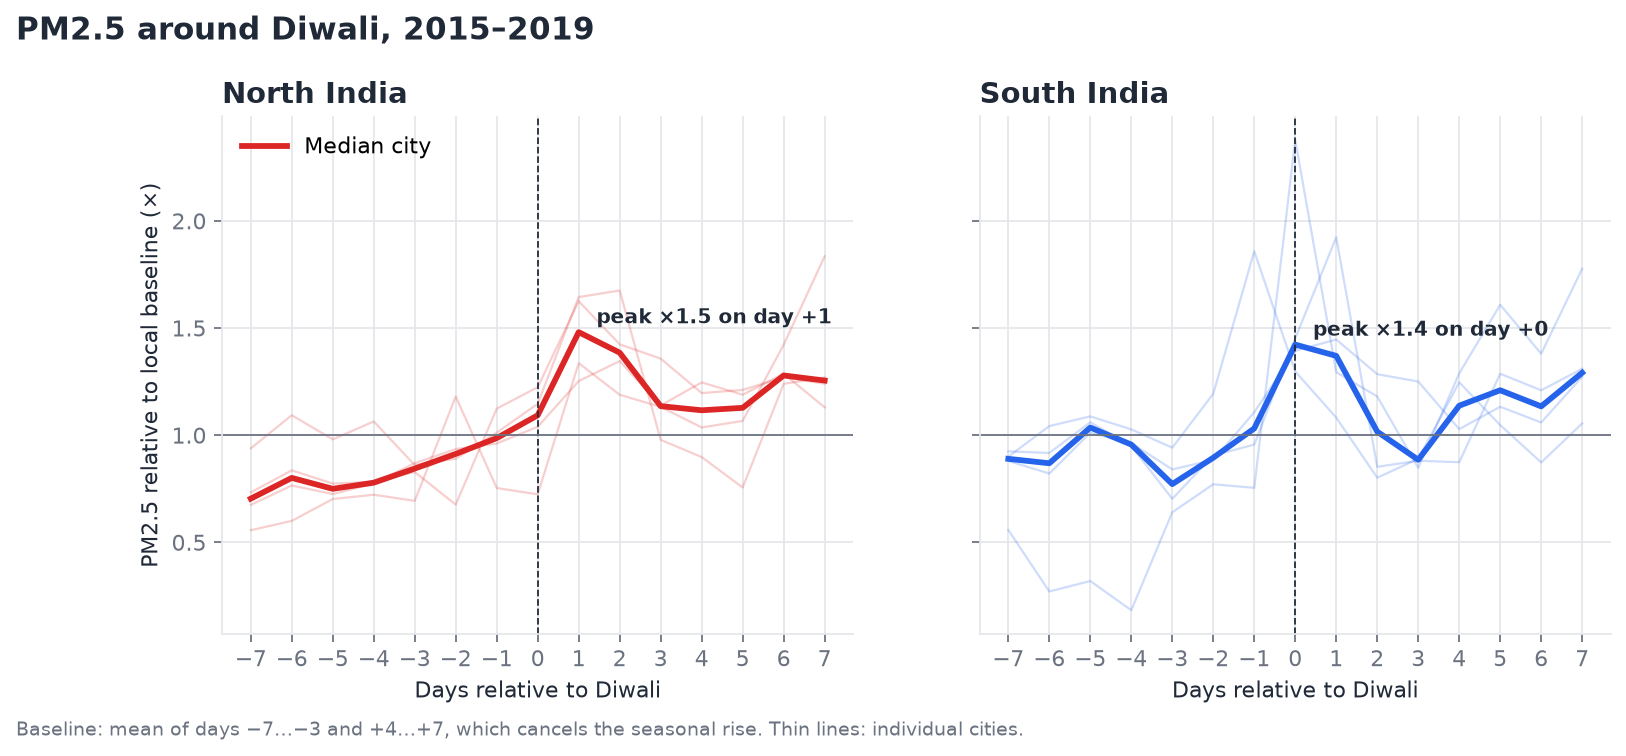 PM2.5 around Diwali, 2015–2019
North India
Median city
peak ×1.5 on day +1
PM2.5 relative to local baseline (×)
2.0
1.5
1.0
0.5
−7 −6 −5 −4 −3 −2 −1 0 1 2 3 4 5 6 7
Days relative to Diwali
South India
peak ×1.4 on day +0
−7 −6 −5 −4 −3 −2 −1 0 1 2 3 4 5 6 7
Days relative to Diwali
Baseline: mean of days −7…−3 and +4…+7, which cancels the seasonal rise. Thin lines: individual cities.